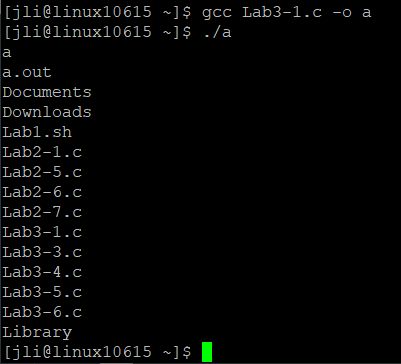 [jli@linux10615 ~]$ gcc Lab3-1.c -o a
[jli@linux10615 ~]$ ./a
a
a.out
Documents
Downloads
Lab1.sh
Lab2-1.c
Lab2-5.c
Lab2-6.c
Lab2-7.c
Lab3-1.c
Lab3-3.c
Lab3-4.c
Lab3-5.c
Lab3-6.c
Library
[jli@linux10615 ~]$